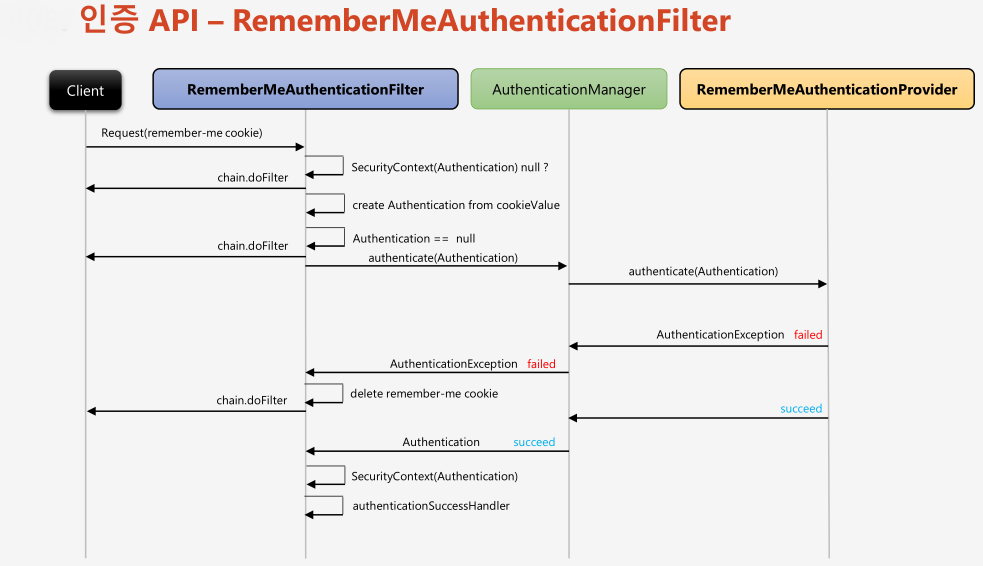 인증 API – RememberMeAuthenticationFilter
Client
RememberMeAuthenticationFilter
AuthenticationManager
RememberMeAuthenticationProvider
Request(remember-me cookie)
SecurityContext(Authentication) null ?
chain.doFilter
create Authentication from cookieValue
Authentication == null
chain.doFilter
authenticate(Authentication)
authenticate(Authentication)
AuthenticationException failed
AuthenticationException failed
delete remember-me cookie
chain.doFilter
succeed
Authentication succeed
SecurityContext(Authentication)
authenticationSuccessHandler